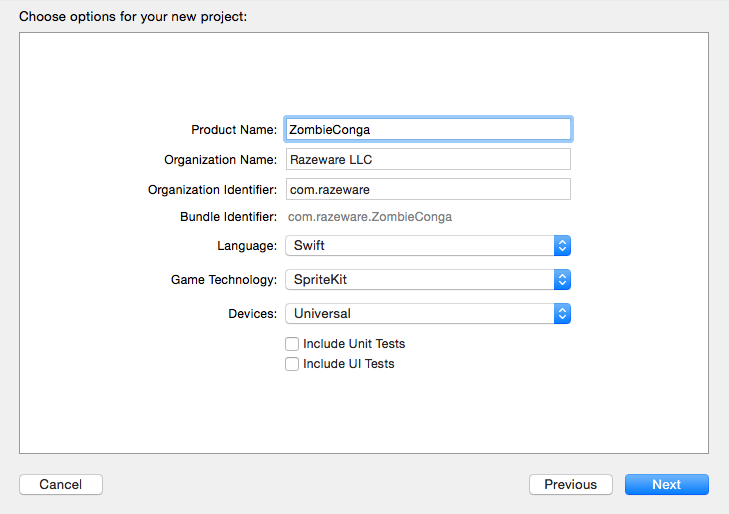 Choose options for your new project:
Product Name: ZombieConga
Organization Name: Razeware LLC
Organization Identifier: com.razeware
Bundle Identifier: com.razeware.ZombieConga
Language: Swift
Game Technology: SpriteKit
Devices: Universal
Include Unit Tests
Include UI Tests
Cancel Previous Next